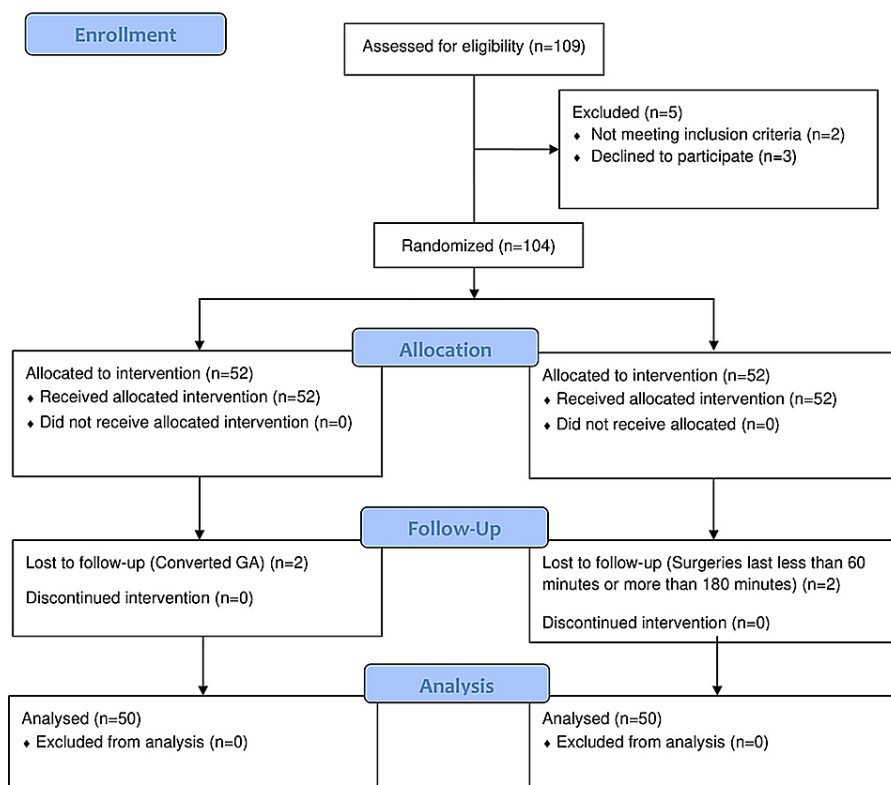 Enrollment
Assessed for eligibility (n=109)
Excluded (n=5)
♦ Not meeting inclusion criteria (n=2)
♦ Declined to participate (n=3)
Randomized (n=104)
Allocation
Allocated to intervention (n=52)
♦ Received allocated intervention (n=52)
♦ Did not receive allocated intervention (n=0)
Allocated to intervention (n=52)
♦ Received allocated intervention (n=52)
♦ Did not receive allocated (n=0)
Follow-Up
Lost to follow-up (Converted GA) (n=2)
Discontinued intervention (n=0)
Lost to follow-up (Surgeries last less than 60
minutes or more than 180 minutes) (n=2)
Discontinued intervention (n=0)
Analysis
Analysed (n=50)
♦ Excluded from analysis (n=0)
Analysed (n=50)
♦ Excluded from analysis (n=0)